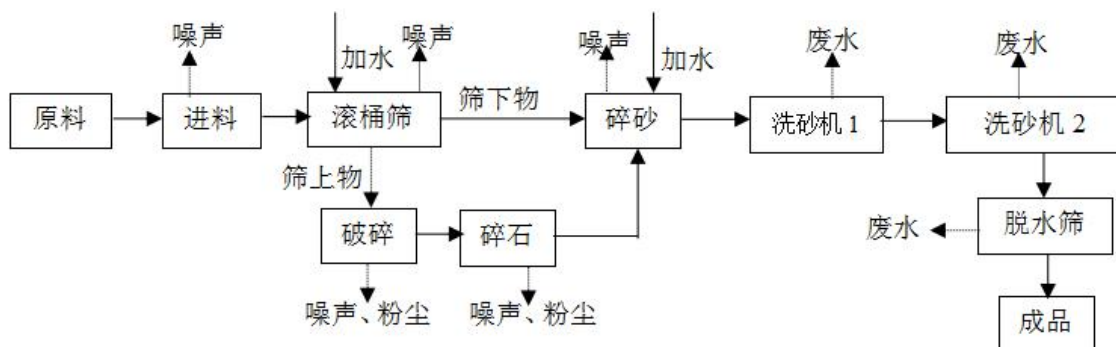 噪声
噪声
噪声
废水
废水
加水
加水
原料
进料
滚桶筛
筛下物
碎砂
洗砂机1
洗砂机2
筛上物
破碎
碎石
废水
脱水筛
噪声、粉尘
噪声、粉尘
成品